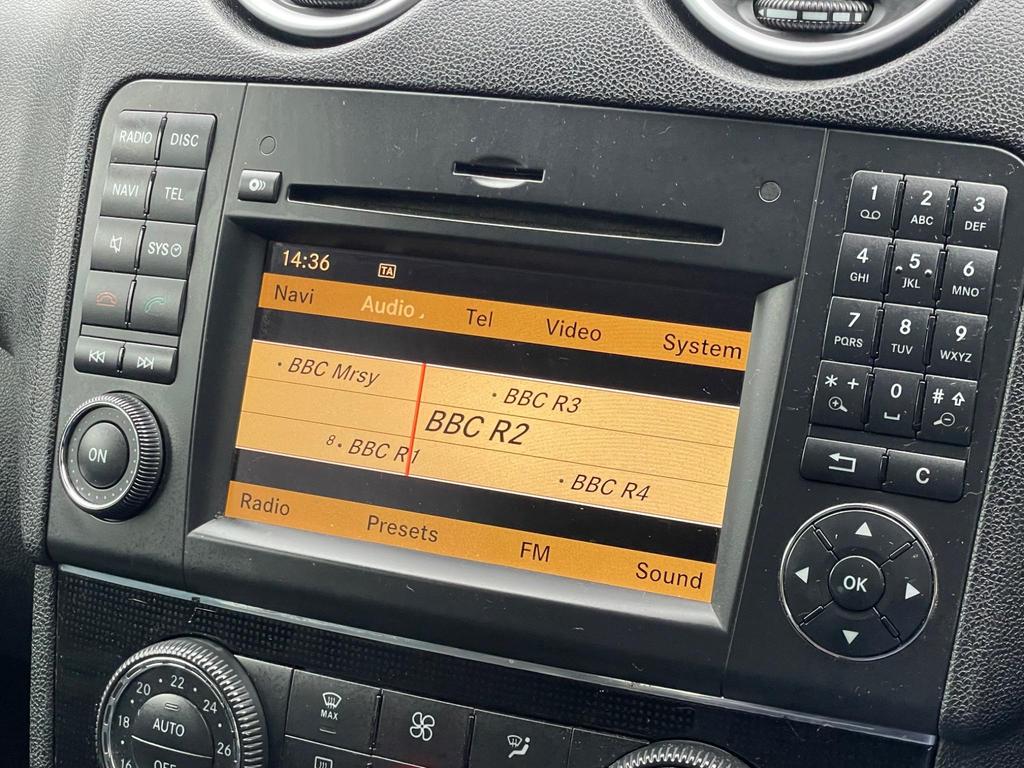 RADIO DISC
NAVI TEL
SYS
ON
14:36
TA
Navi Audio Tel Video System
• BBC Mrsy
• BBC R3
BBC R2
8 • BBC R1
• BBC R4
Radio Presets FM Sound
1 2 ABC 3 DEF
4 GHI 5 JKL 6 MNO
7 PQRS 8 TUV 9 WXYZ
* + 0 #
C
OK
16 18 20 22 24 26
AUTO
OFF
MAX